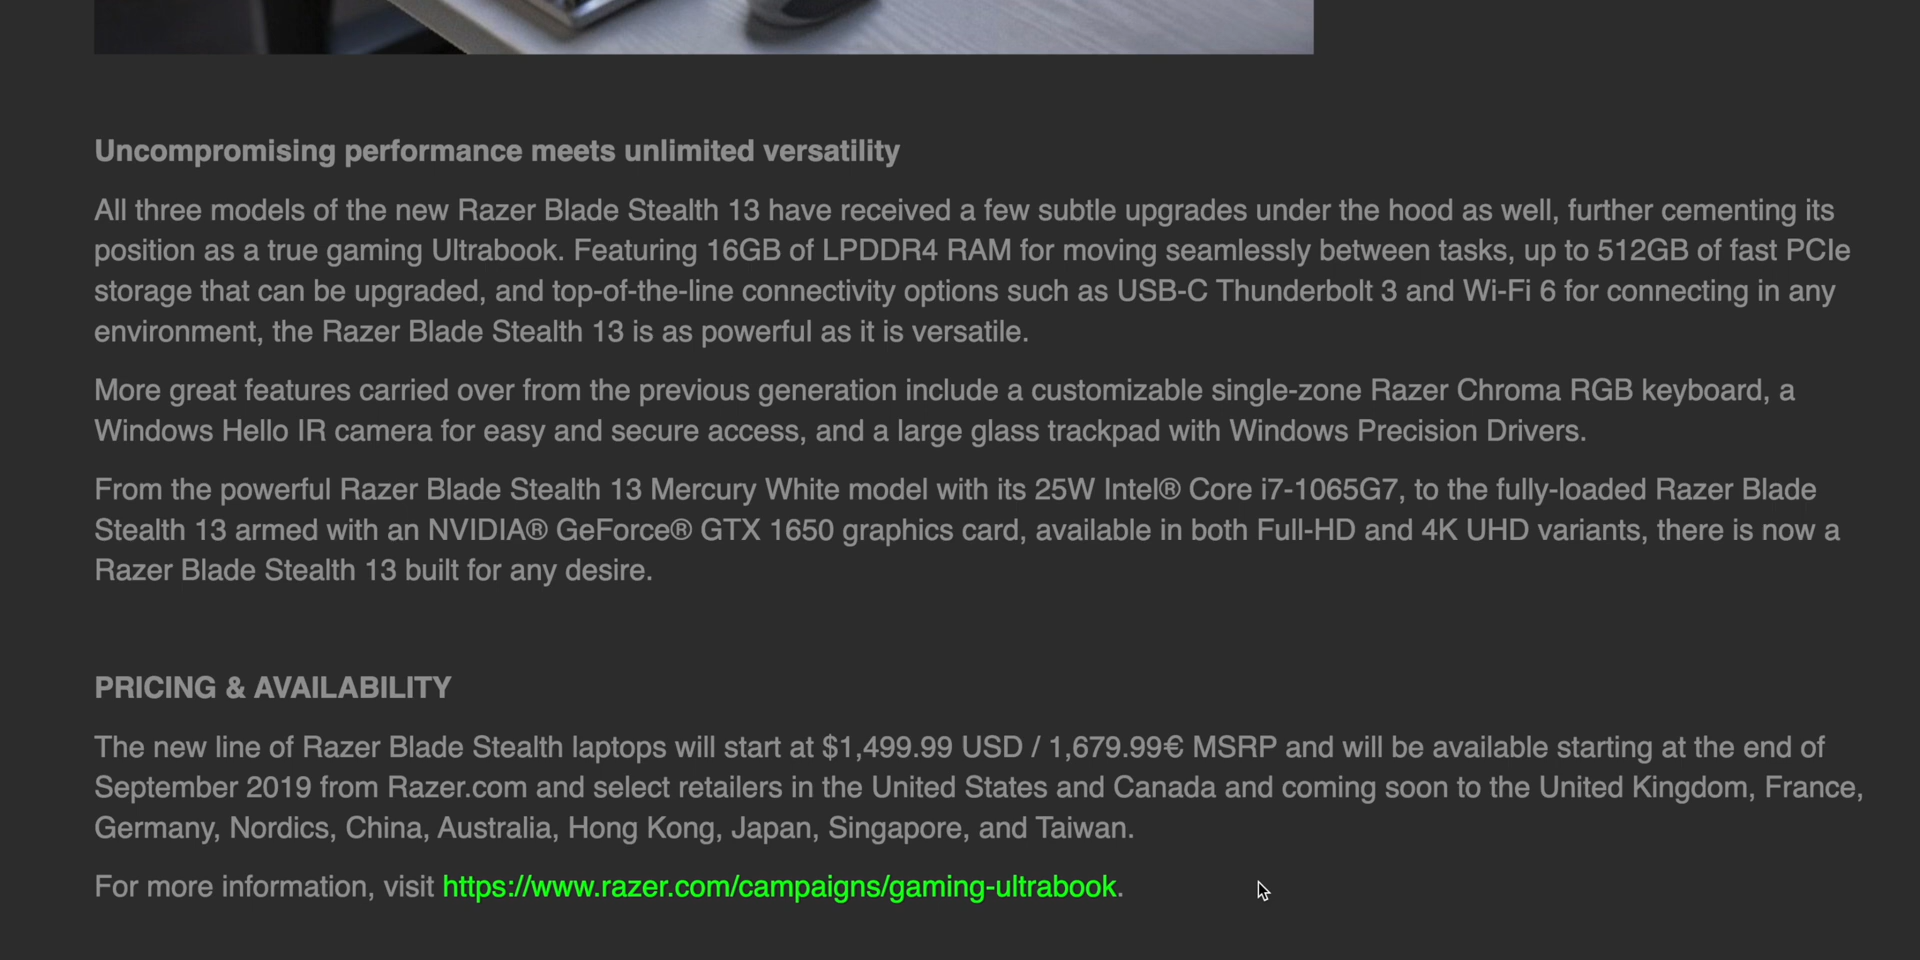 Uncompromising performance meets unlimited versatility
All three models of the new Razer Blade Stealth 13 have received a few subtle upgrades under the hood as well, further cementing its
position as a true gaming Ultrabook. Featuring 16GB of LPDDR4 RAM for moving seamlessly between tasks, up to 512GB of fast PCIe
storage that can be upgraded, and top-of-the-line connectivity options such as USB-C Thunderbolt 3 and Wi-Fi 6 for connecting in any
environment, the Razer Blade Stealth 13 is as powerful as it is versatile.
More great features carried over from the previous generation include a customizable single-zone Razer Chroma RGB keyboard, a
Windows Hello IR camera for easy and secure access, and a large glass trackpad with Windows Precision Drivers.
From the powerful Razer Blade Stealth 13 Mercury White model with its 25W Intel® Core i7-1065G7, to the fully-loaded Razer Blade
Stealth 13 armed with an NVIDIA® GeForce® GTX 1650 graphics card, available in both Full-HD and 4K UHD variants, there is now a
Razer Blade Stealth 13 built for any desire.
PRICING & AVAILABILITY
The new line of Razer Blade Stealth laptops will start at $1,499.99 USD / 1,679.99€ MSRP and will be available starting at the end of
September 2019 from Razer.com and select retailers in the United States and Canada and coming soon to the United Kingdom, France,
Germany, Nordics, China, Australia, Hong Kong, Japan, Singapore, and Taiwan.
For more information, visit https://www.razer.com/campaigns/gaming-ultrabook.